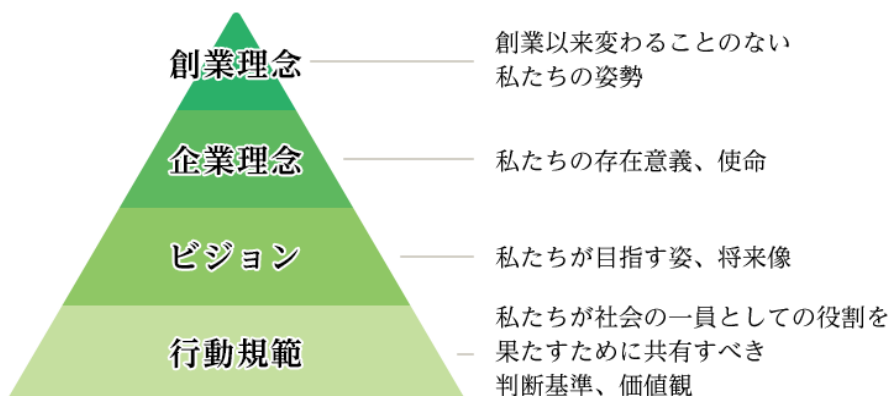 創業理念
創業以来変わることのない
私たちの姿勢
企業理念
私たちの存在意義、使命
ビジョン
私たちが目指す姿、将来像
行動規範
私たちが社会の一員としての役割を
果たすために共有すべき
判断基準、価値観